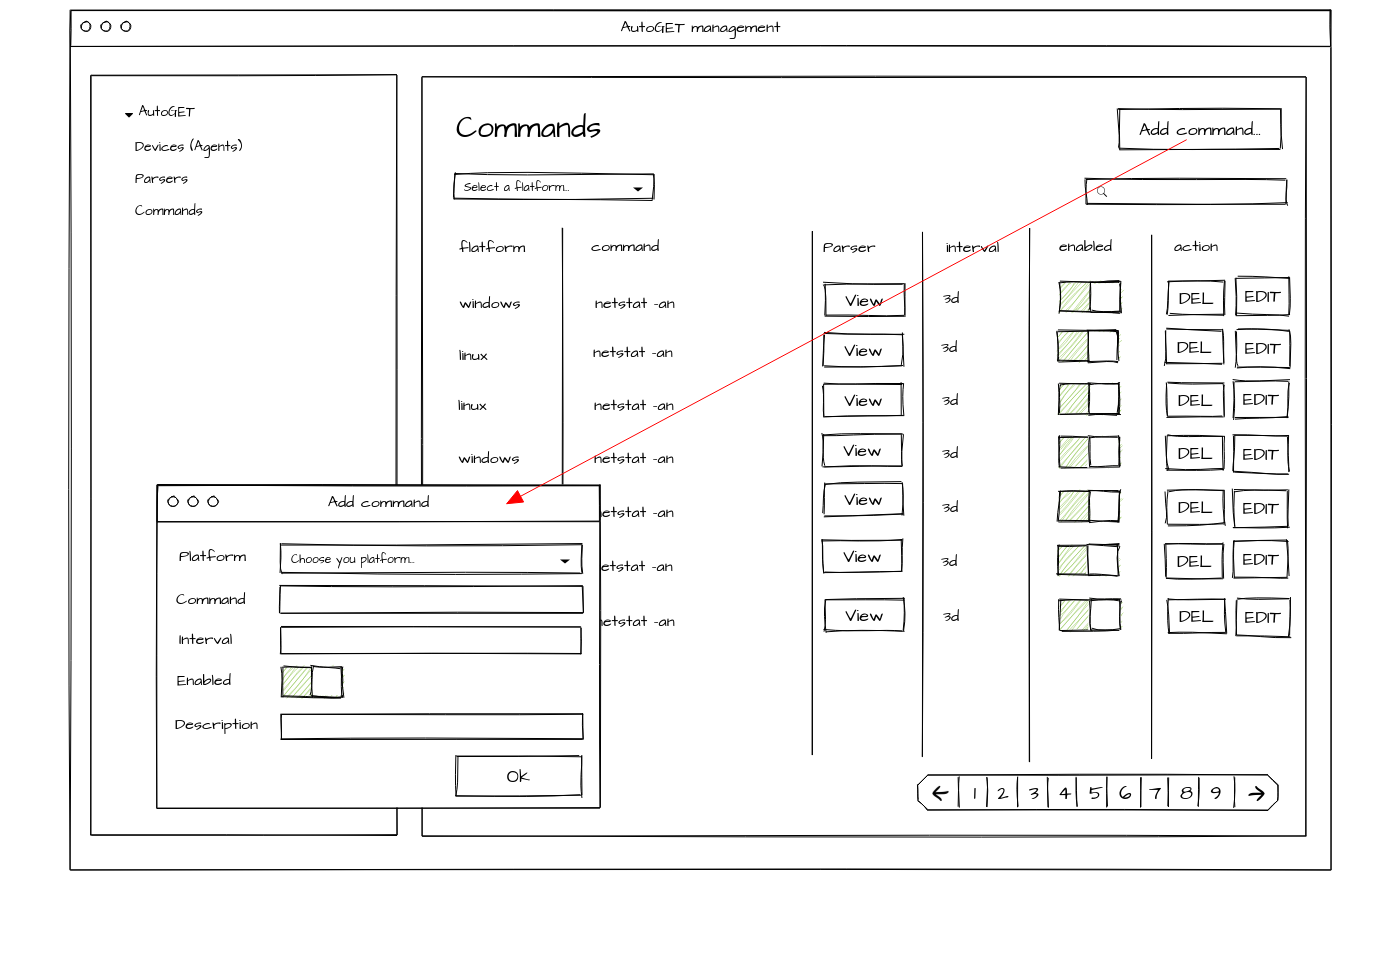 AutoGET management
AutoGET
Devices (Agents)
Parsers
Commands
Commands
Add command...
Select a flatform..
flatform command Parser interval enabled action
windows netstat -an View 3d DEL EDIT
linux netstat -an View 3d DEL EDIT
linux netstat -an View 3d DEL EDIT
windows netstat -an View 3d DEL EDIT
netstat -an View 3d DEL EDIT
etstat -an View 3d DEL EDIT
netstat -an View 3d DEL EDIT
Add command
Platform Choose you platform...
Command
Interval
Enabled
Description
Ok
1 2 3 4 5 6 7 8 9